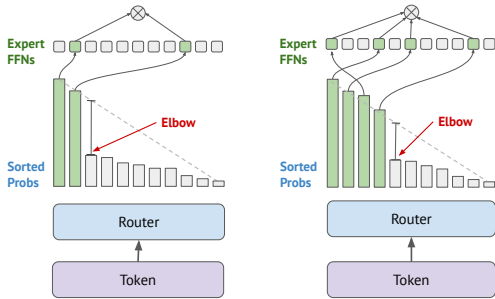 Expert
FFNs
Elbow
Sorted
Probs
Router
Token
Expert
FFNs
Elbow
Sorted
Probs
Router
Token